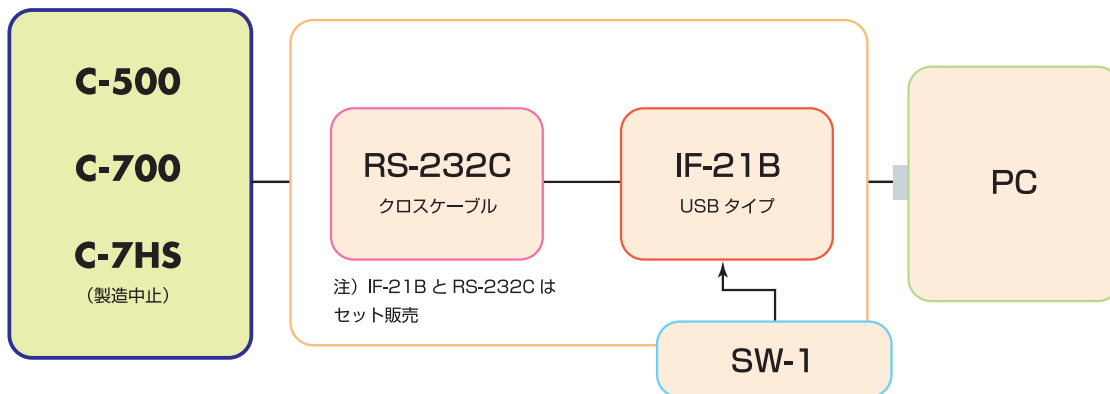 C-500
C-700
C-7HS
（製造中止）
RS-232C
クロスケーブル
注）IF-21B と RS-232C は
セット販売
IF-21B
USB タイプ
SW-1
PC